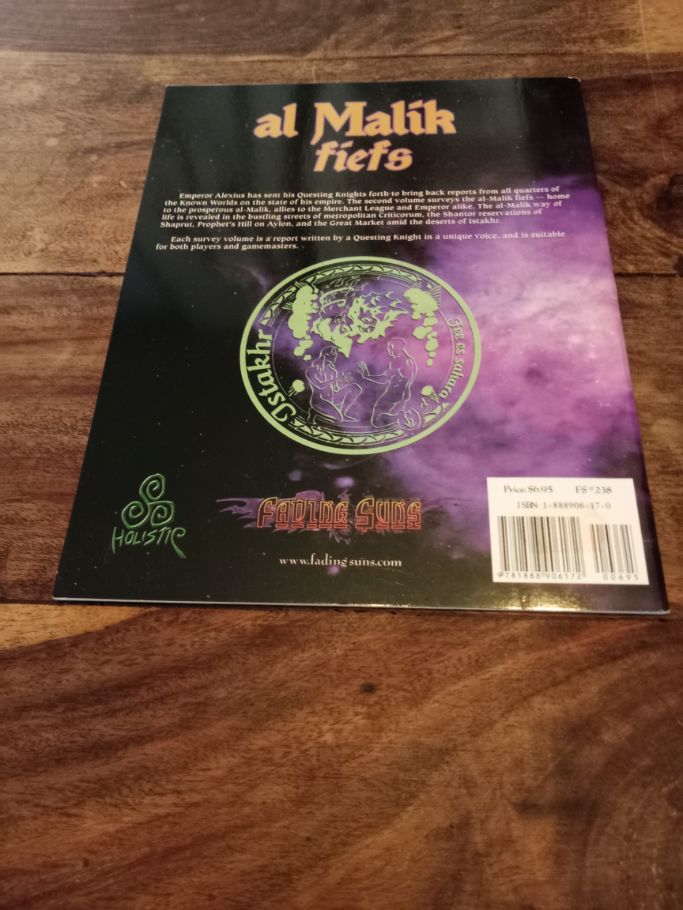 al Malik
fiefs
Emperor Alexius has sent his Questing Knights forth to bring back reports from all quarters of
the Known Worlds on the state of his empire. The second volume surveys the al-Malik fiefs — home
to the prosperous al-Malik, allies to the Merchant League and Emperor alike. The al-Malik way of
life is revealed in the bustling streets of metropolitan Criticorum, the Shantor reservations of
Shaprut, Prophet's Hill on Aylon, and the Great Market amid the deserts of Istakhr.
Each survey volume is a report written by a Questing Knight in a unique voice, and is suitable
for both players and gamemasters.
Istakhr
HOLISTIC
FADING SUNS
www.fadingsuns.com
Price: $6.95 FS #238
ISBN 1-888906-17-0
9 781888 906172 00695